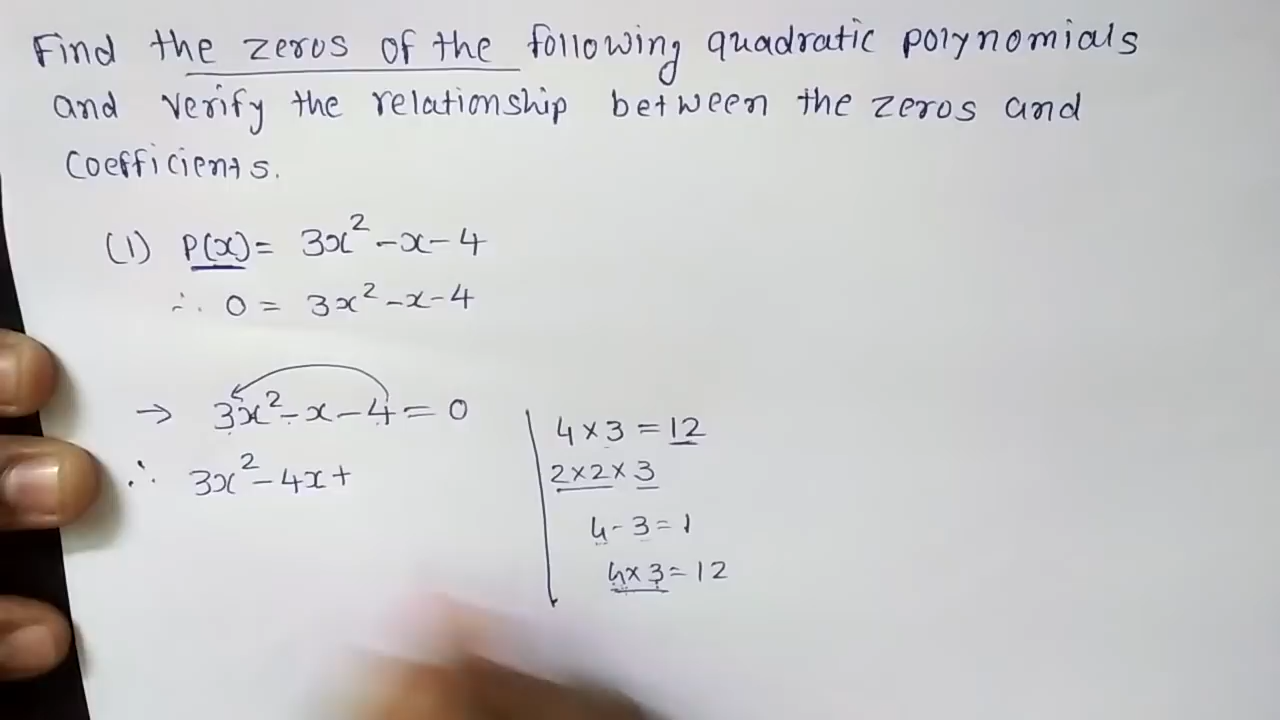 Find the zeros of the following quadratic polynomials
and verify the relationship between the zeros and
coefficients.
(1) P(x) = 3x² - x - 4
∴ 0 = 3x² - x - 4
→ 3x² - x - 4 = 0
∴ 3x² - 4x +
4 × 3 = 12
2 × 2 × 3
4 - 3 = 1
4 × 3 = 12